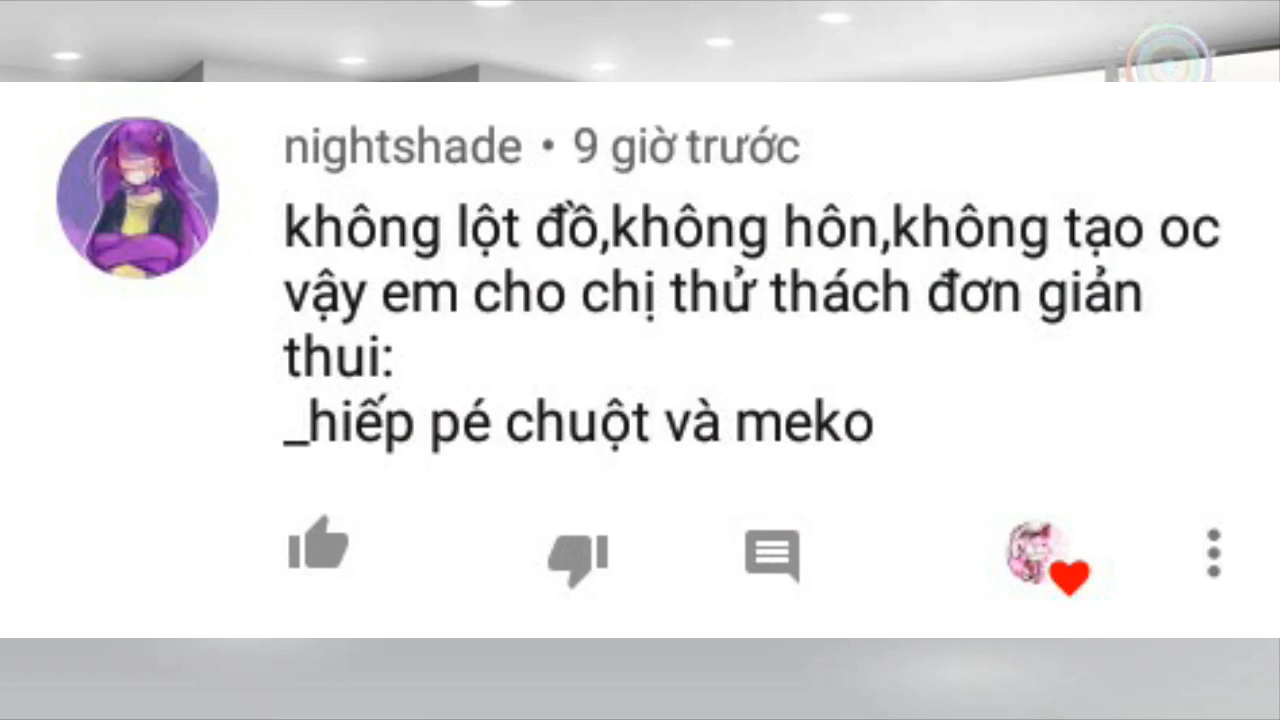 nightshade • 9 giờ trước
không lột đồ,không hôn,không tạo oc
vậy em cho chị thử thách đơn giản
thui:
_hiếp pé chuột và meko